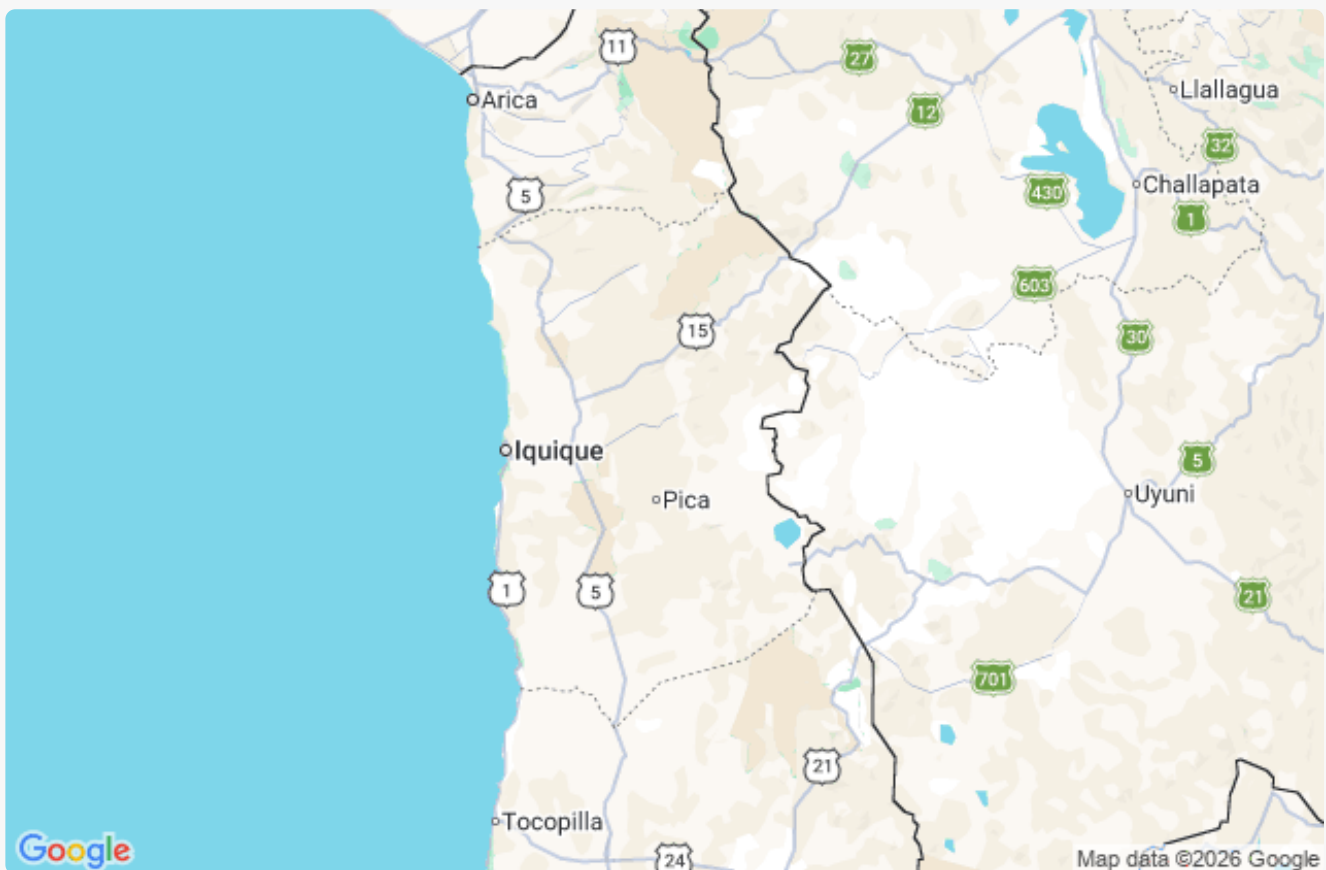 11
27
Llallagua
Arica
12
32
5
430
Challapata
1
603
15
30
Iquique
5
Pica
Uyuni
1
5
21
701
21
Tocopilla
24
Google
Map data ©2026 Google